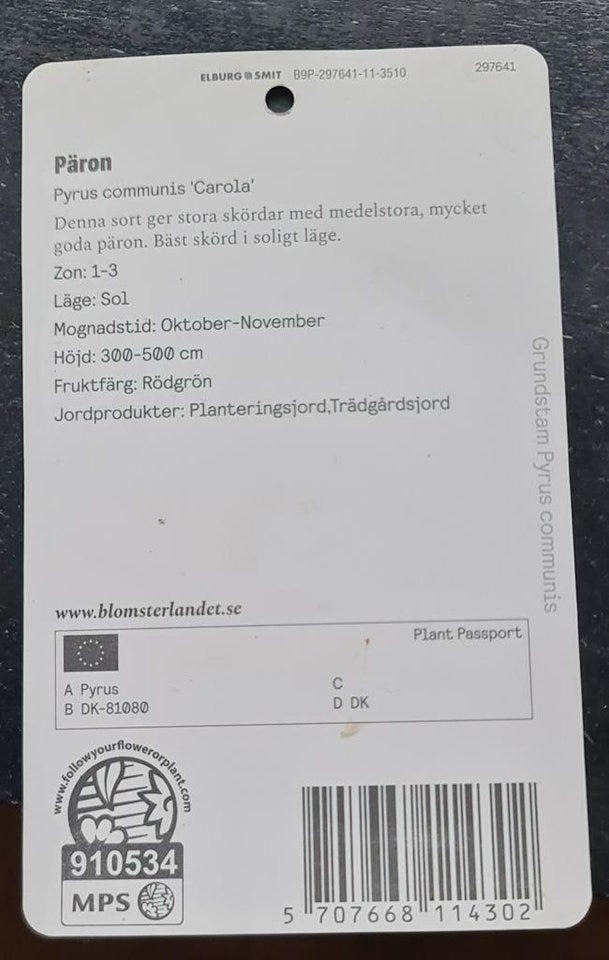 ELBURG SMIT B9P-297641-11-3510
297641
Päron
Pyrus communis 'Carola'
Denna sort ger stora skördar med medelstora, mycket
goda päron. Bäst skörd i soligt läge.
Zon: 1-3
Läge: Sol
Mognadstid: Oktober-November
Höjd: 300-500 cm
Fruktfärg: Rödgrön
Jordprodukter: Planteringsjord,Trädgårdsjord
Grundstam Pyrus communis
www.blomsterlandet.se
Plant Passport
A Pyrus
B DK-81080
C
D DK
www.followyourflowerorplant.com
910534
MPS
5 707668 114302